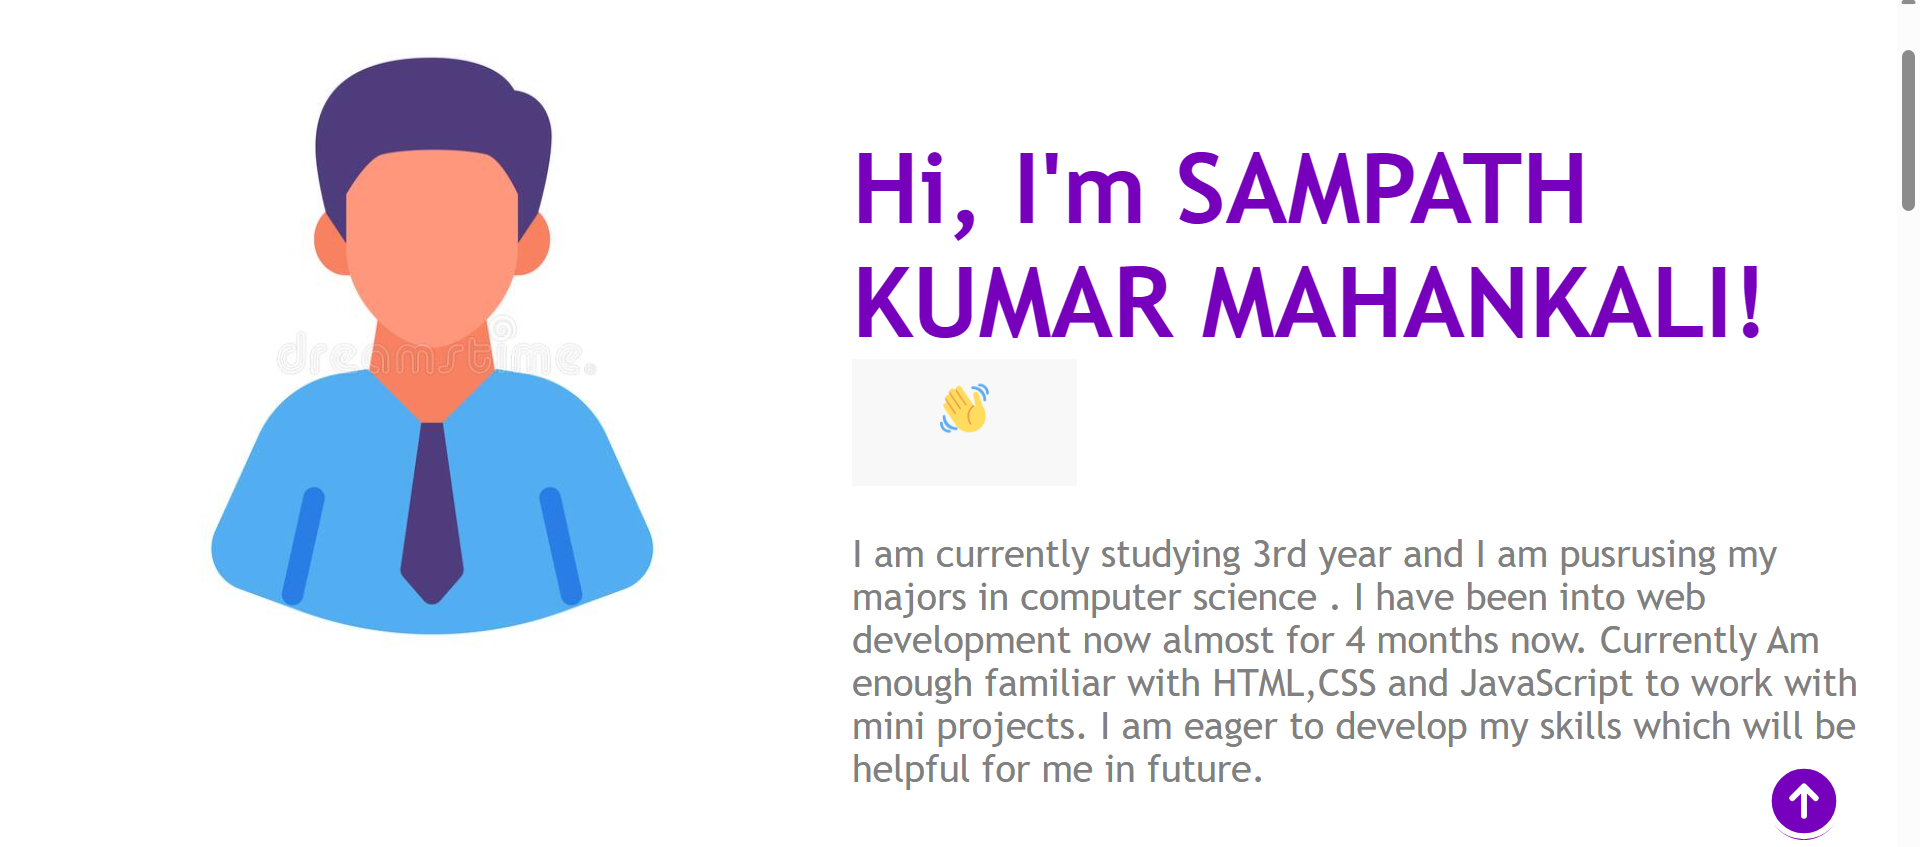 Hi, I'm SAMPATH
KUMAR MAHANKALI!
dreamstime.
I am currently studying 3rd year and I am pusrusing my
majors in computer science . I have been into web
development now almost for 4 months now. Currently Am
enough familiar with HTML,CSS and JavaScript to work with
mini projects. I am eager to develop my skills which will be
helpful for me in future.